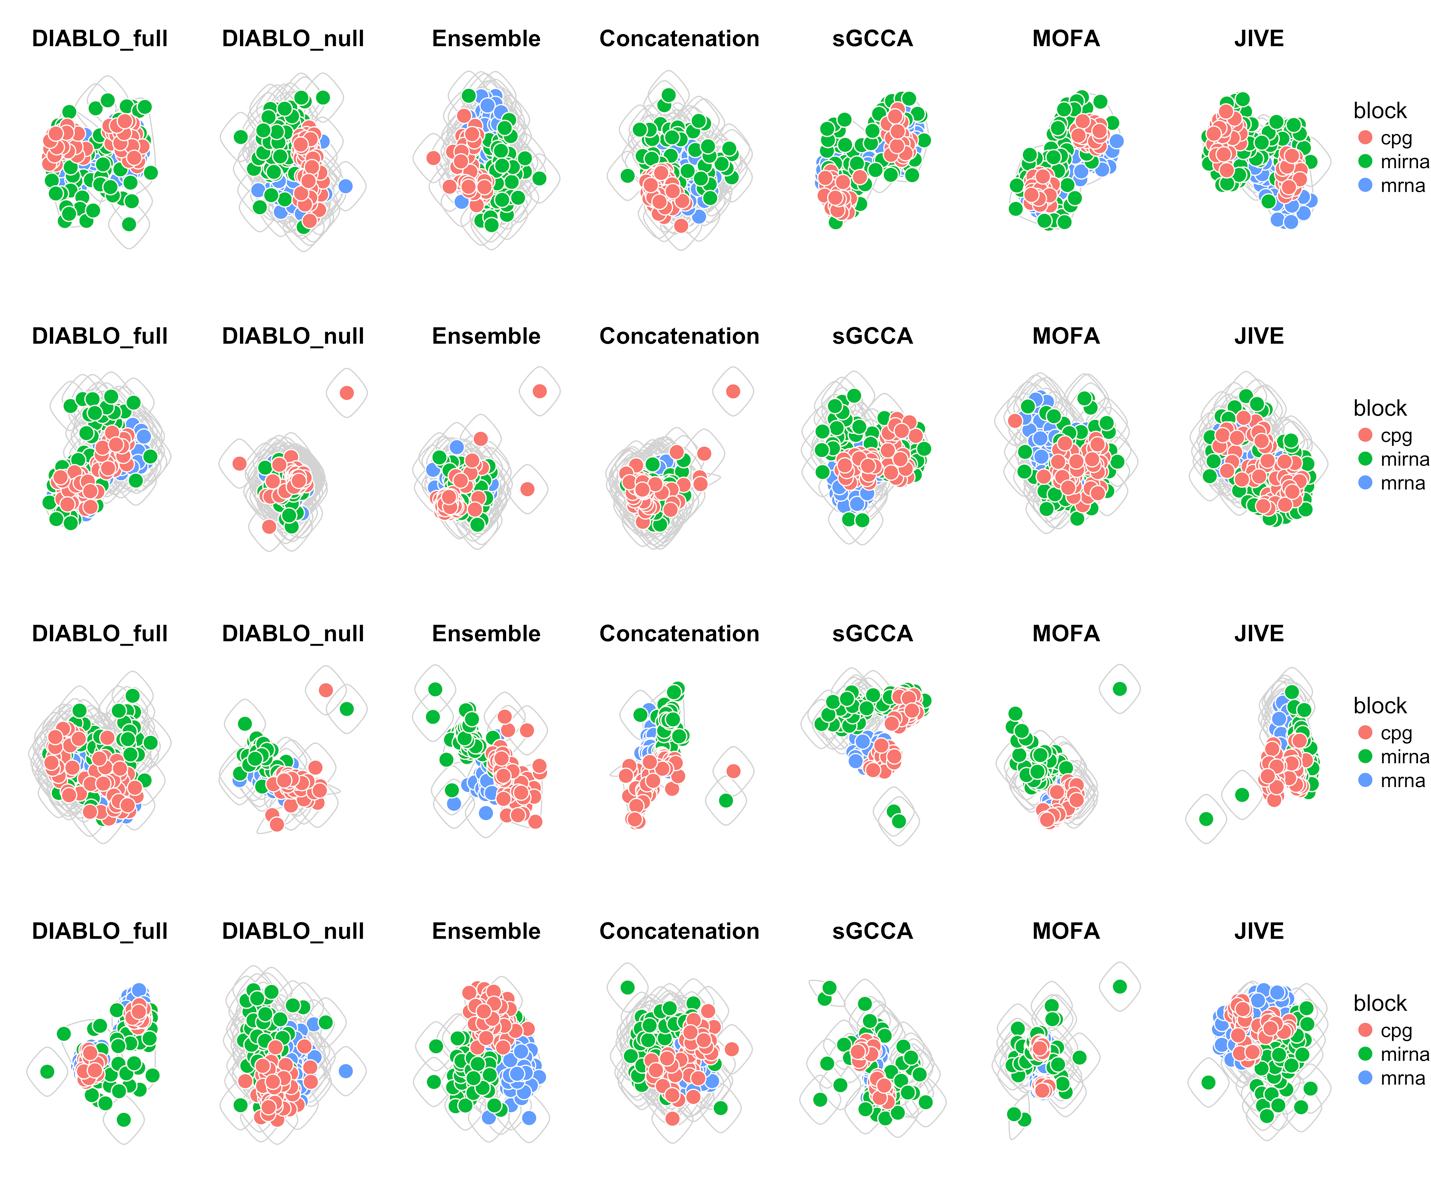 DIABLO_full DIABLO_null Ensemble Concatenation sGCCA MOFA JIVE
block
cpg
mirna
mrna
DIABLO_full DIABLO_null Ensemble Concatenation sGCCA MOFA JIVE
block
cpg
mirna
mrna
DIABLO_full DIABLO_null Ensemble Concatenation sGCCA MOFA JIVE
block
cpg
mirna
mrna
DIABLO_full DIABLO_null Ensemble Concatenation sGCCA MOFA JIVE
block
cpg
mirna
mrna